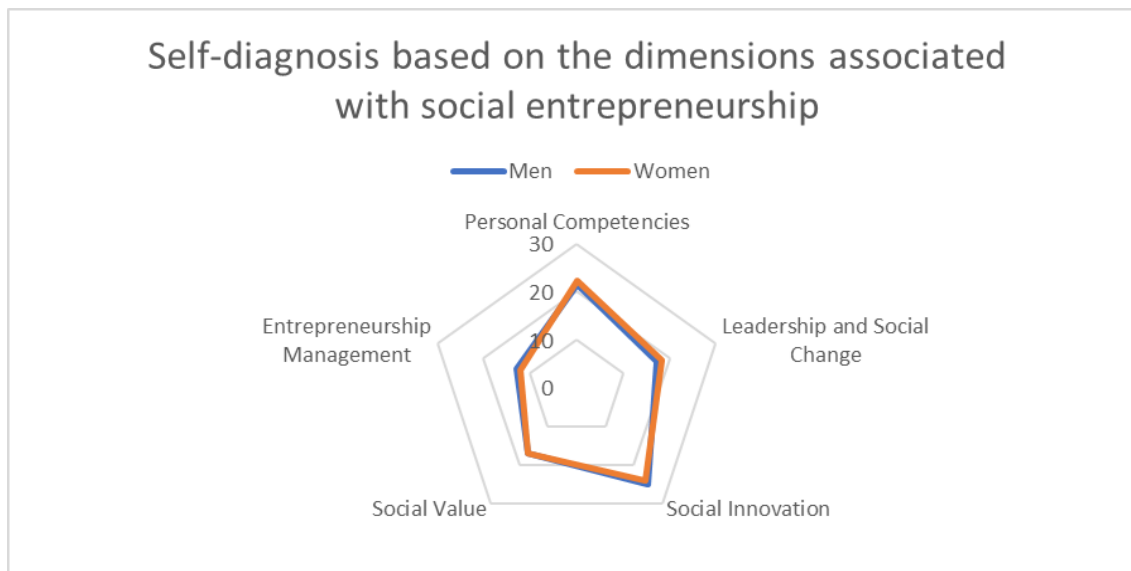 Self-diagnosis based on the dimensions associated
with social entrepreneurship
Men Women
Personal Competencies
30
20
10
0
Entrepreneurship
Management
Leadership and Social
Change
Social Value
Social Innovation